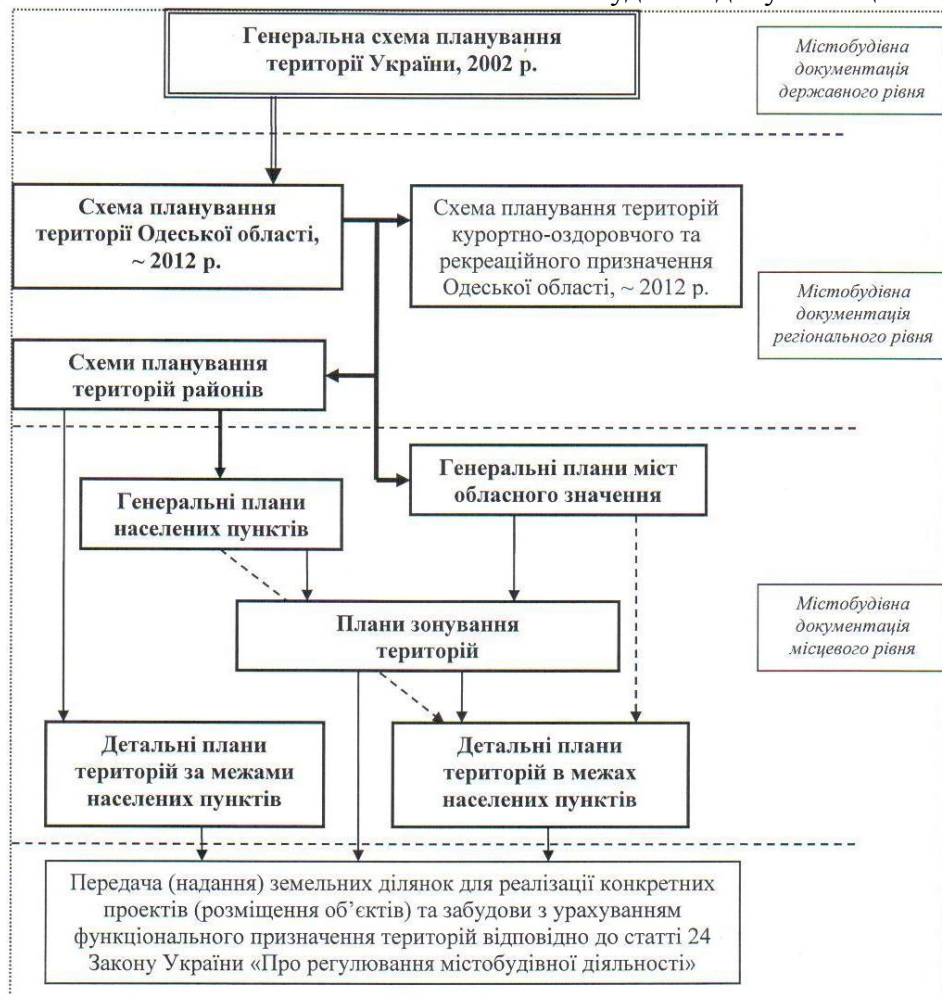 Генеральна схема планування
території України, 2002 р.
Містобудівна
документація
державного рівня
Схема планування
території Одеської області,
~ 2012 р.
Схема планування територій
курортно-оздоровчого та
рекреаційного призначення
Одеської області, ~ 2012 р.
Містобудівна
документація
регіонального рівня
Схеми планування
територій районів
Генеральні плани міст
обласного значення
Генеральні плани
населених пунктів
Плани зонування
територій
Містобудівна
документація
місцевого рівня
Детальні плани
територій за межами
населених пунктів
Детальні плани
територій в межах
населених пунктів
Передача (надання) земельних ділянок для реалізації конкретних
проектів (розміщення об’єктів) та забудови з урахуванням
функціонального призначення територій відповідно до статті 24
Закону України «Про регулювання містобудівної діяльності»